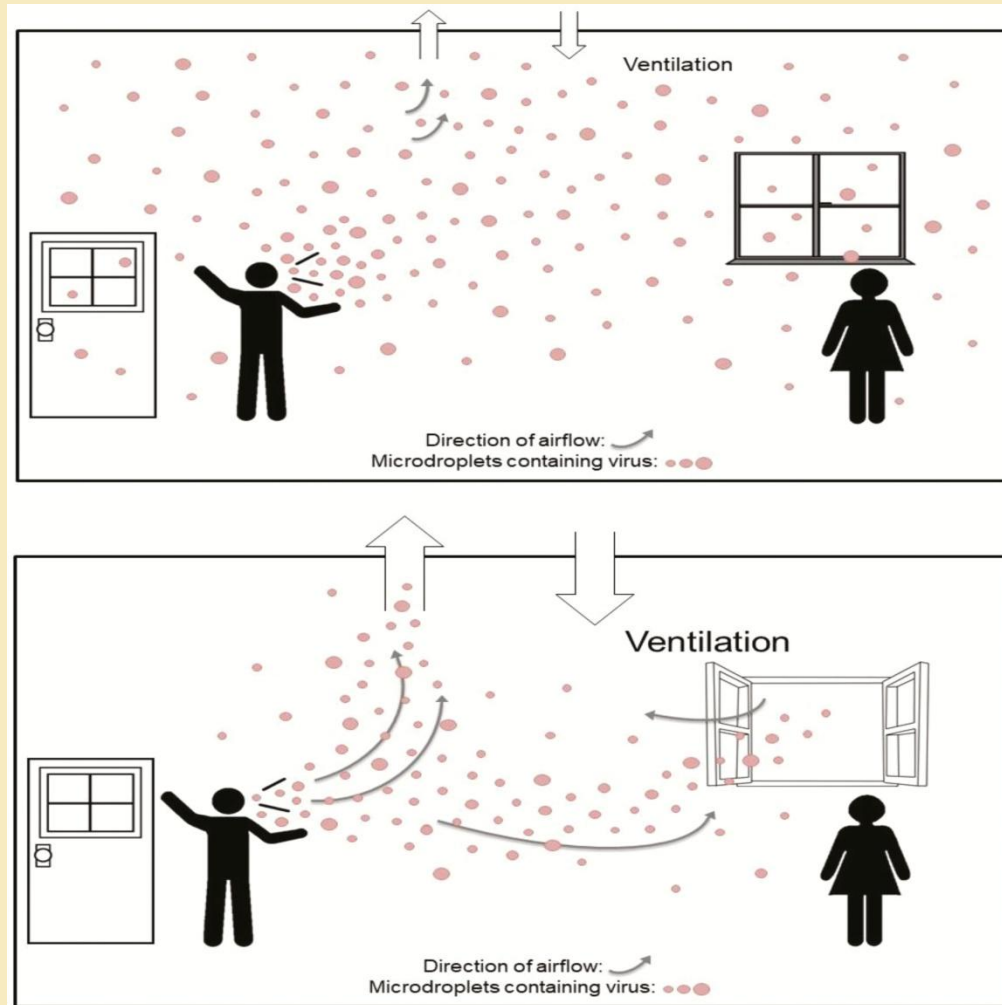 Ventilation
Direction of airflow:
Microdroplets containing virus:
Ventilation
Direction of airflow:
Microdroplets containing virus: